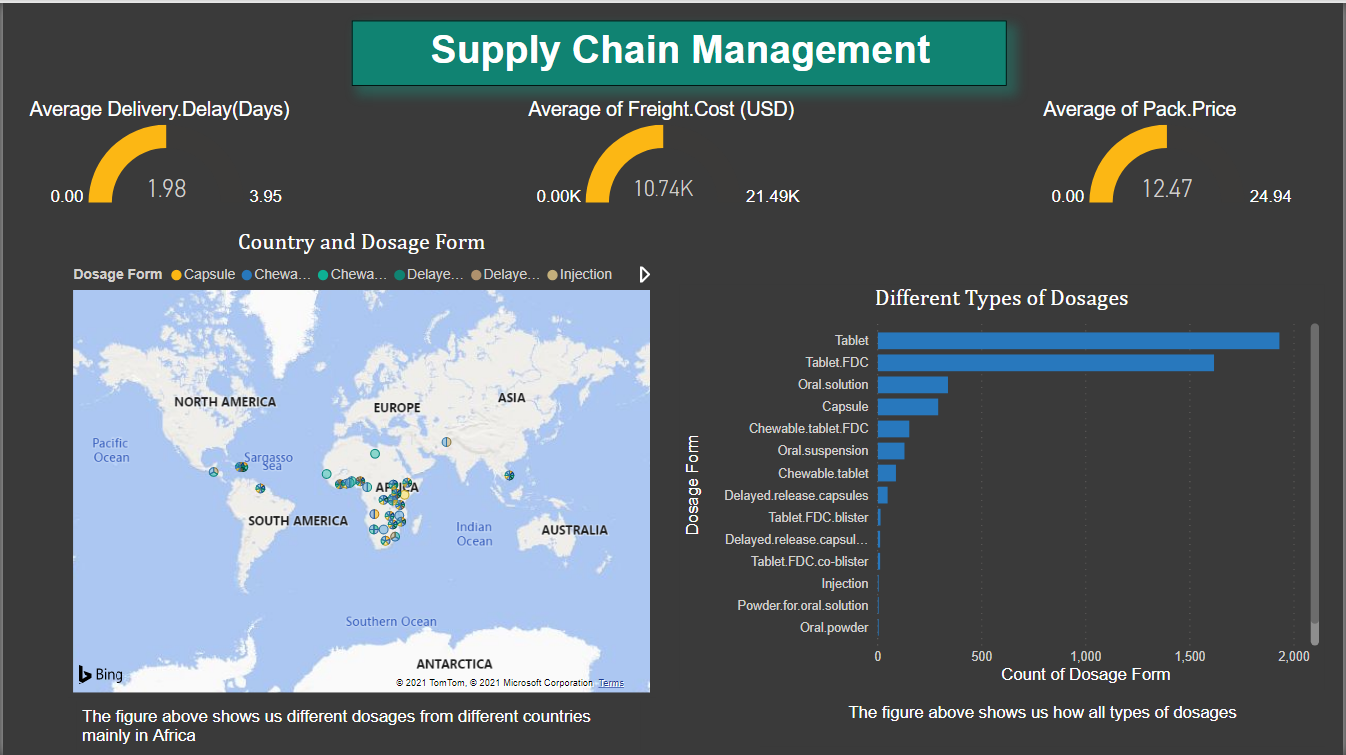 Supply Chain Management
Average Delivery.Delay(Days)
0.00
1.98
3.95
Average of Freight.Cost (USD)
0.00K
10.74K
21.49K
Average of Pack.Price
0.00
12.47
24.94
Country and Dosage Form
Dosage Form Capsule Chewa... Chewa... Delaye... Delaye... Injection
NORTH AMERICA
EUROPE
ASIA
Pacific
Ocean
Sargasso
Sea
AFRICA
SOUTH AMERICA
Indian
Ocean
AUSTRALIA
Southern Ocean
ANTARCTICA
Bing
© 2021 TomTom, © 2021 Microsoft Corporation Terms
The figure above shows us different dosages from different countries
mainly in Africa
Different Types of Dosages
Dosage Form
Tablet
Tablet.FDC
Oral.solution
Capsule
Chewable.tablet.FDC
Oral.suspension
Chewable.tablet
Delayed.release.capsules
Tablet.FDC.blister
Delayed.release.capsul...
Tablet.FDC.co-blister
Injection
Powder.for.oral.solution
Oral.powder
0 500 1,000 1,500 2,000
Count of Dosage Form
The figure above shows us how all types of dosages